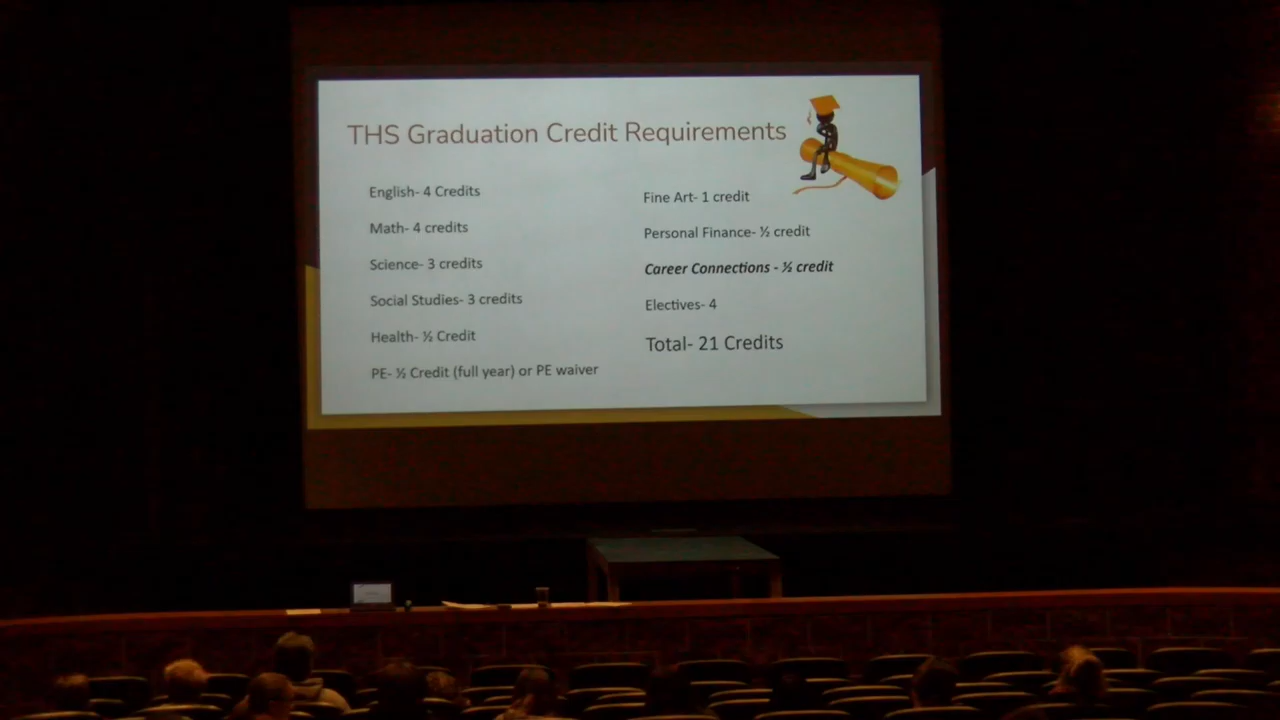 THS Graduation Credit Requirements
English- 4 Credits
Math- 4 credits
Science- 3 credits
Social Studies- 3 credits
Health- ½ Credit
PE- ½ Credit (full year) or PE waiver
Fine Art- 1 credit
Personal Finance- ½ credit
Career Connections - ½ credit
Electives- 4
Total- 21 Credits